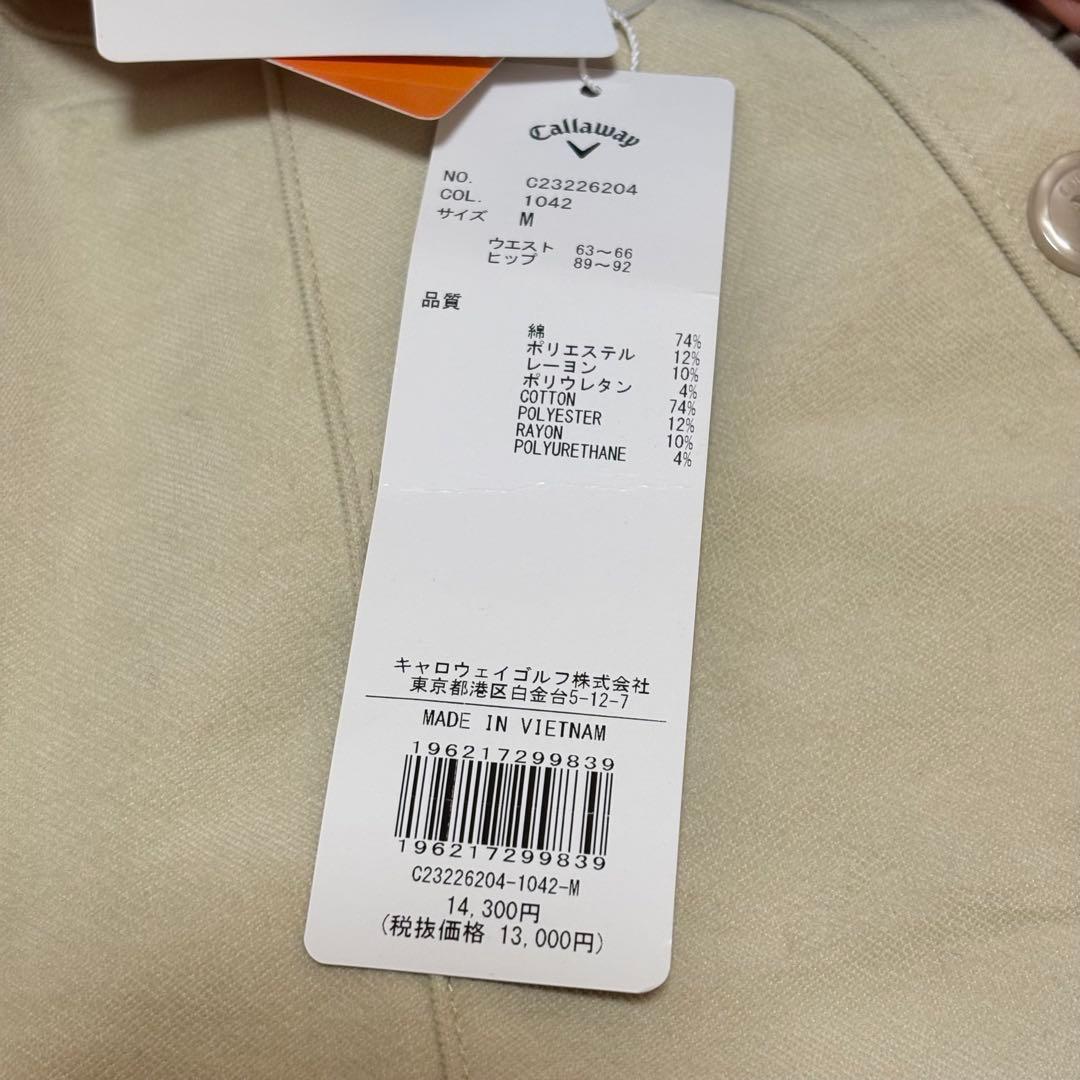 Callaway
NO. C23226204
COL. 1042
サイズ M
ウエスト 63～66
ヒップ 89～92
品質
綿 74%
ポリエステル 12%
レーヨン 10%
ポリウレタン 4%
COTTON 74%
POLYESTER 12%
RAYON 10%
POLYURETHANE 4%
キャロウェイゴルフ株式会社
東京都港区白金台5-12-7
MADE IN VIETNAM
196217299839
196217299839
C23226204-1042-M
14,300円
(税抜価格 13,000円)